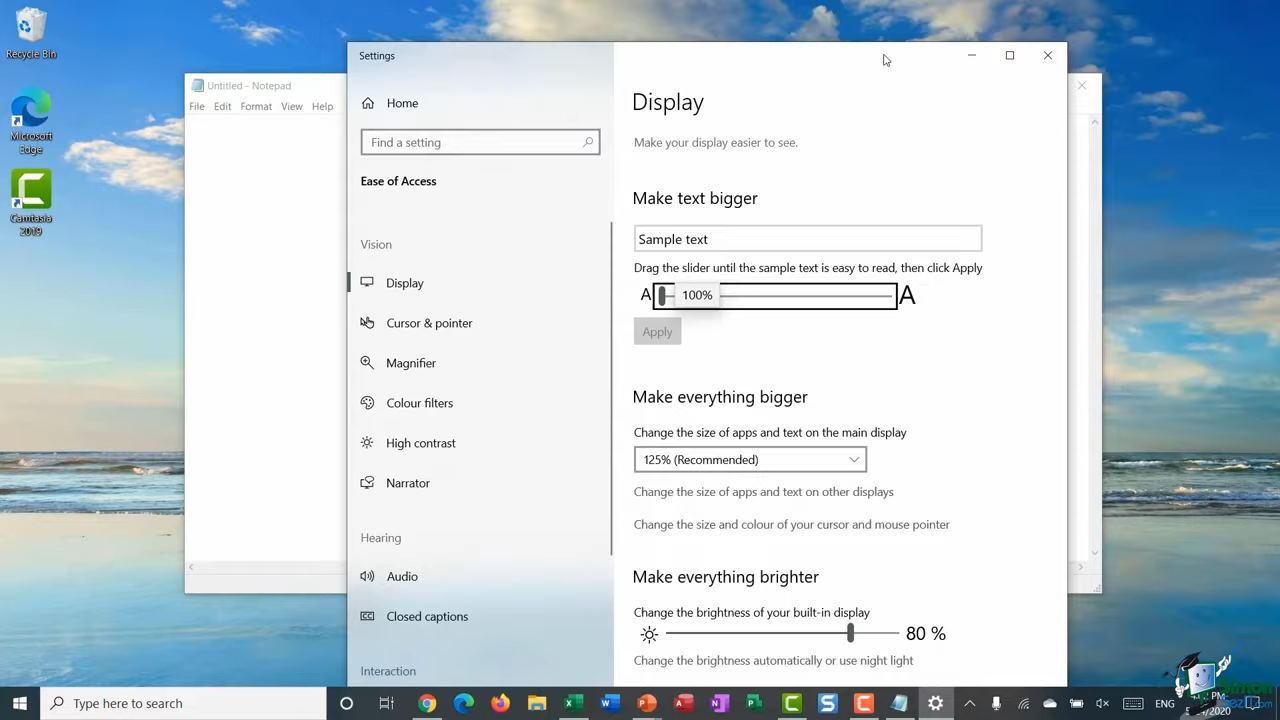 Recycle Bin
Microsoft
Edge
Camtasia
2019
Untitled - Notepad
File Edit Format View Help
Settings
Home
Find a setting
Ease of Access
Vision
Display
Cursor & pointer
Magnifier
Colour filters
High contrast
Narrator
Hearing
Audio
Closed captions
Interaction
Display
Make your display easier to see.
Make text bigger
Sample text
Drag the slider until the sample text is easy to read, then click Apply
A 100% A
Apply
Make everything bigger
Change the size of apps and text on the main display
125% (Recommended)
Change the size of apps and text on other displays
Change the size and colour of your cursor and mouse pointer
Make everything brighter
Change the brightness of your built-in display
80 %
Change the brightness automatically or use night light
Type here to search